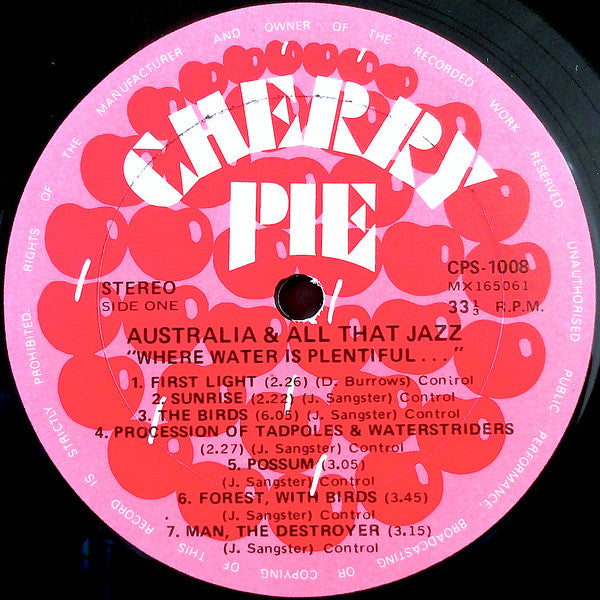 RIGHTS OF THE MANUFACTURER AND OWNER OF THE RECORDED WORK RESERVED. UNAUTHORISED PUBLIC PERFORMANCE, BROADCASTING OR COPYING OF THIS RECORD IS STRICTLY PROHIBITED.
CHERRY
PIE
STEREO
SIDE ONE
CPS-1008
MX165061
33⅓ R.P.M.
AUSTRALIA & ALL THAT JAZZ
"WHERE WATER IS PLENTIFUL . . ."
1. FIRST LIGHT (2.26) (D. Burrows) Control
2. SUNRISE (2.22) (J. Sangster) Control
3. THE BIRDS (6.05) (J. Sangster) Control
4. PROCESSION OF TADPOLES & WATERSTRIDERS
(2.27) (J. Sangster) Control
5. POSSUM (3.05)
(J. Sangster) Control
6. FOREST, WITH BIRDS (3.45)
(J. Sangster) Control
7. MAN, THE DESTROYER (3.15)
(J. Sangster) Control